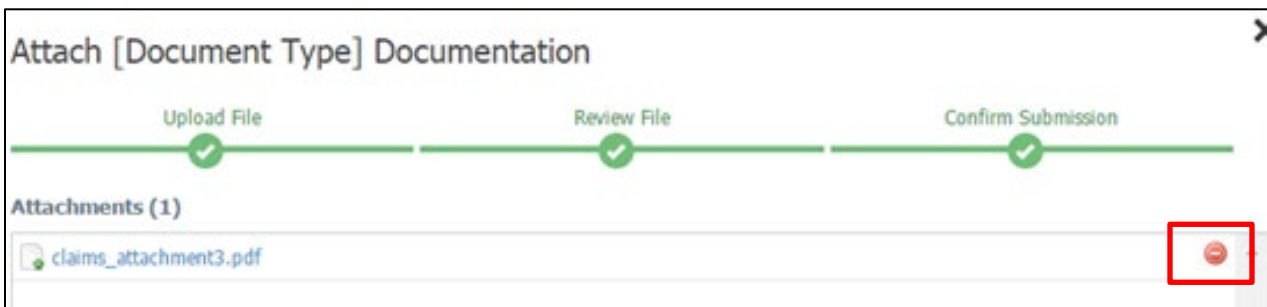 Attach [Document Type] Documentation
Upload File Review File Confirm Submission
Attachments (1)
claims_attachment3.pdf